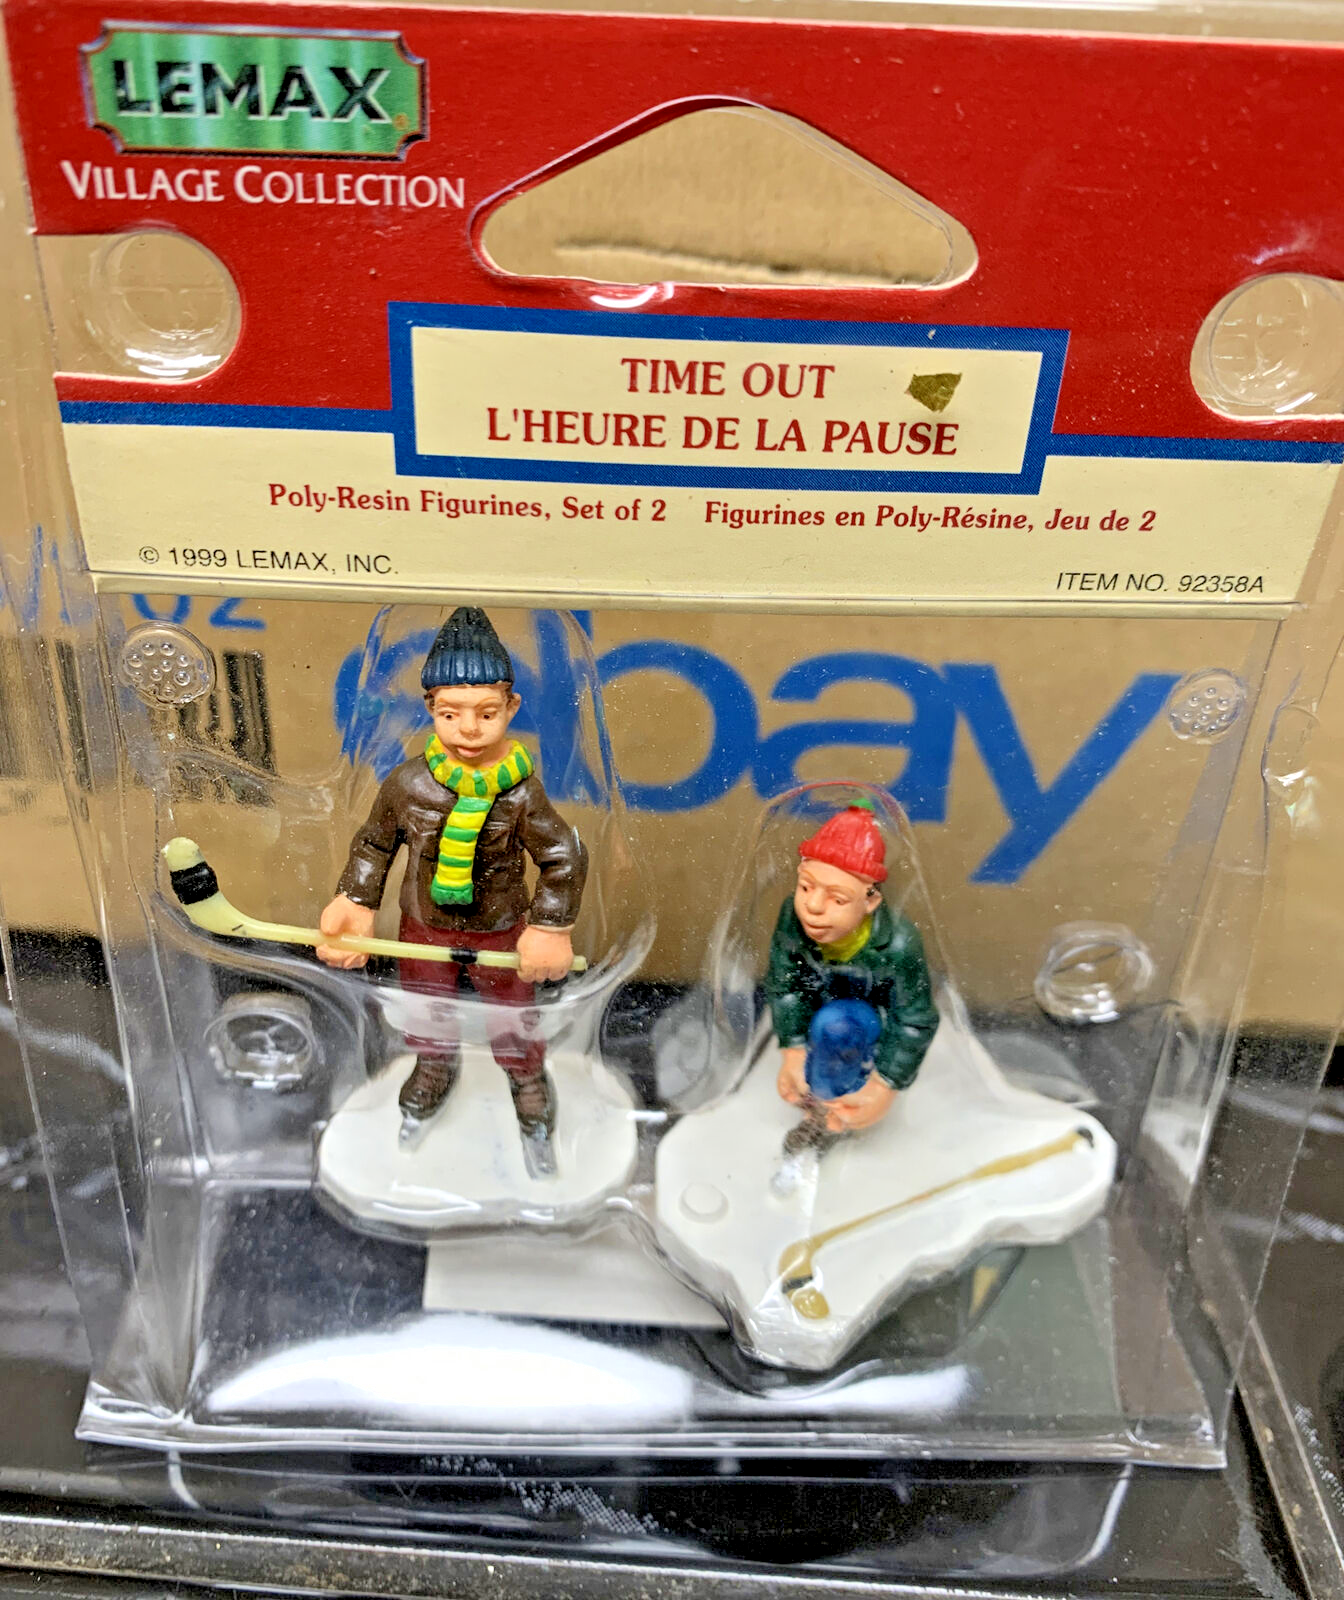 LEMAX
VILLAGE COLLECTION
TIME OUT
L'HEURE DE LA PAUSE
Poly-Resin Figurines, Set of 2 Figurines en Poly-Résine, Jeu de 2
© 1999 LEMAX, INC.
ITEM NO. 92358A
ebay